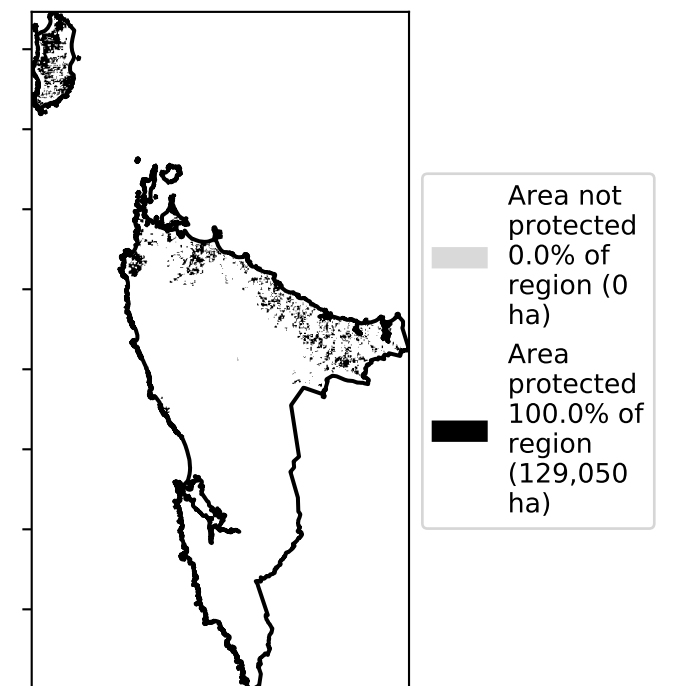 Area not
protected
0.0% of
region (0
ha)
Area
protected
100.0% of
region
(129,050
ha)